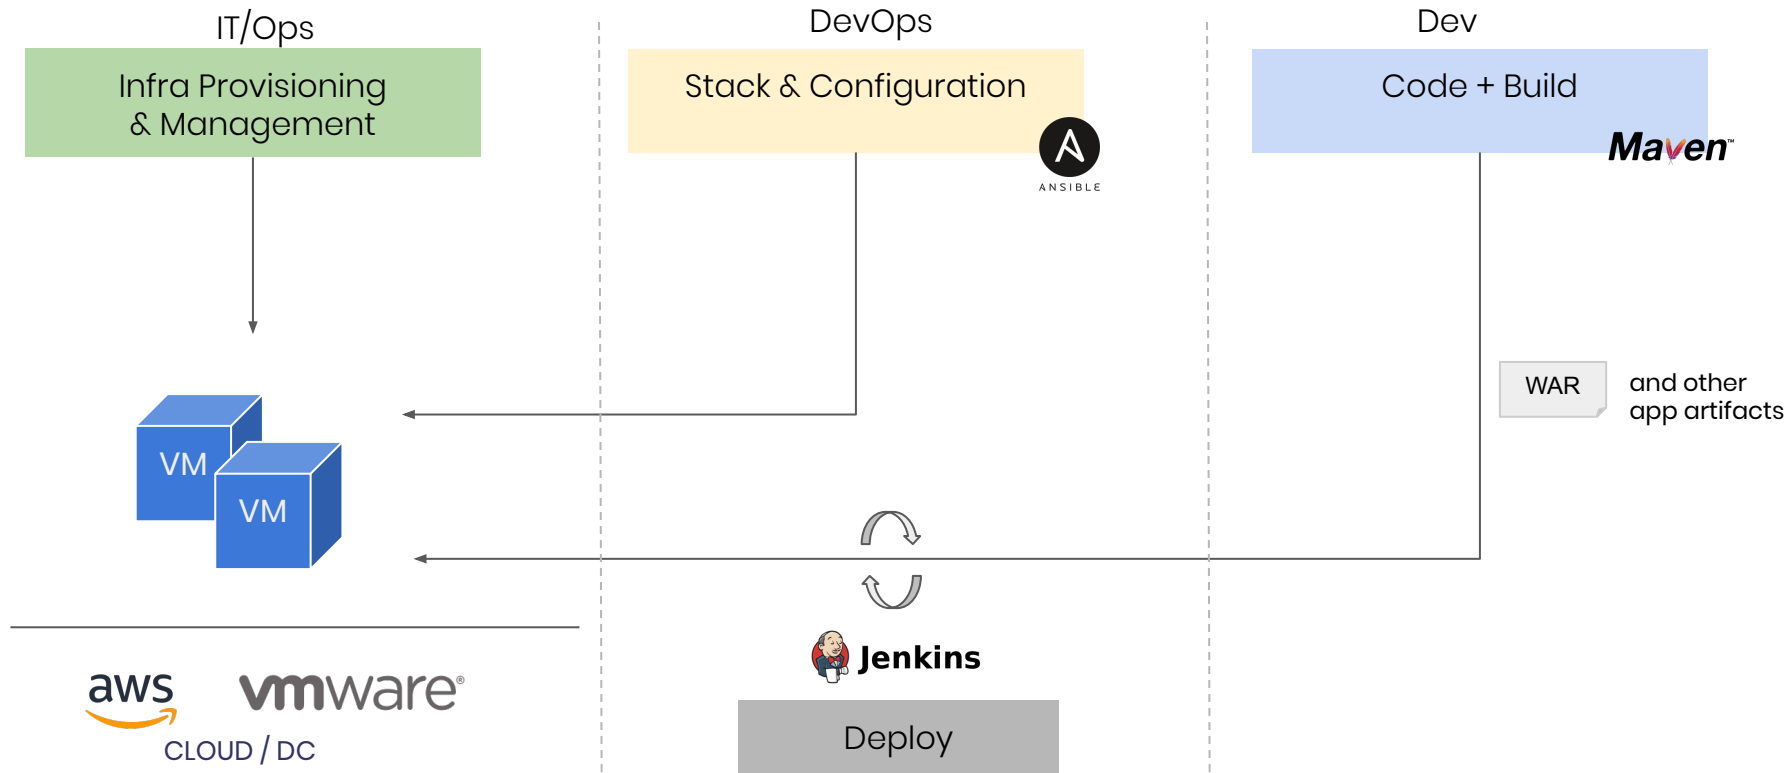 IT/Ops
Infra Provisioning
& Management
DevOps
Stack & Configuration
ANSIBLE
Dev
Code + Build
Maven™
WAR
and other
app artifacts
VM
VM
Jenkins
Deploy
aws
vmware®
CLOUD / DC